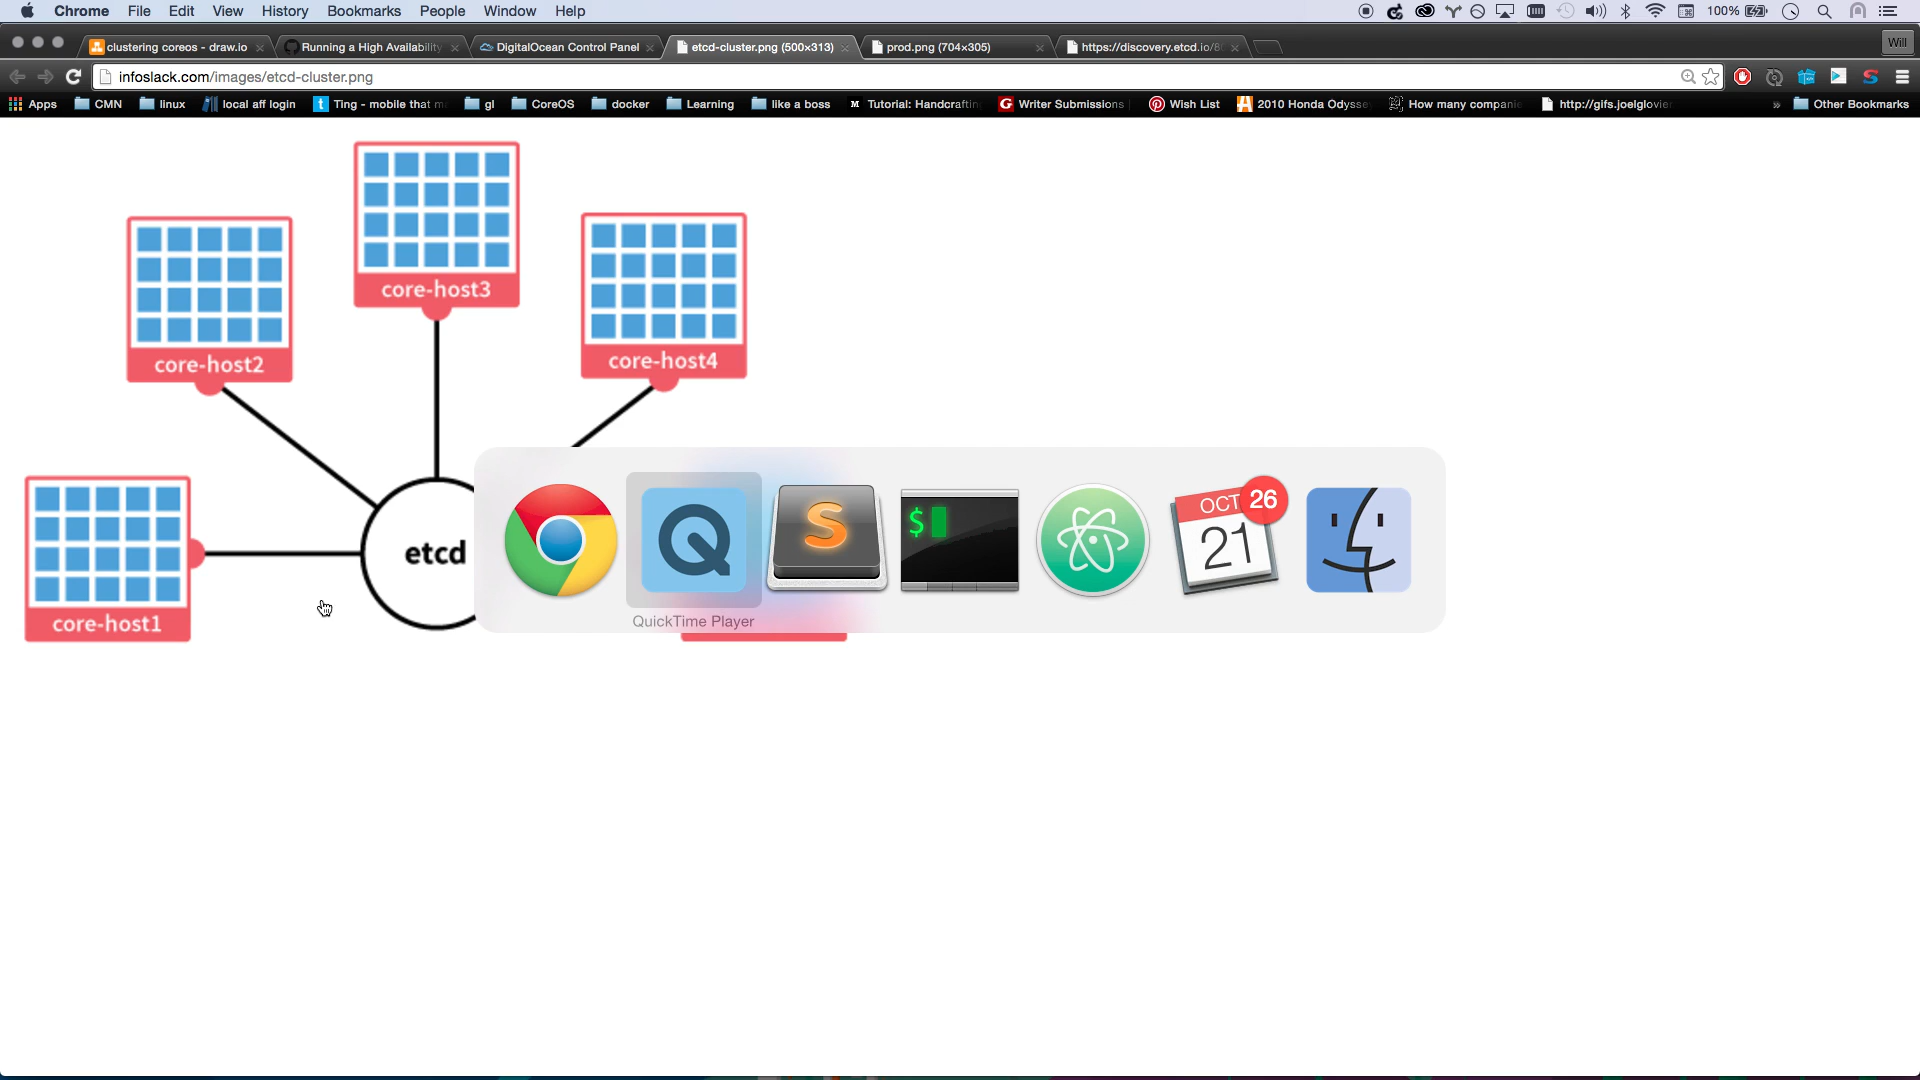 Chrome File Edit View History Bookmarks People Window Help 100%
clustering coreos - draw.io Running a High Availability DigitalOcean Control Panel etcd-cluster.png (500×313) prod.png (704×305) https://discovery.etcd.io/8 Will
infoslack.com/images/etcd-cluster.png
Apps CMN linux local aff login Ting - mobile that m gl CoreOS docker Learning like a boss Tutorial: Handcraftin Writer Submissions Wish List 2010 Honda Odysse How many companie http://gifs.joelglovier » Other Bookmarks
core-host3
core-host2
core-host4
etcd
core-host1
S
$
OCT
26
21
QuickTime Player